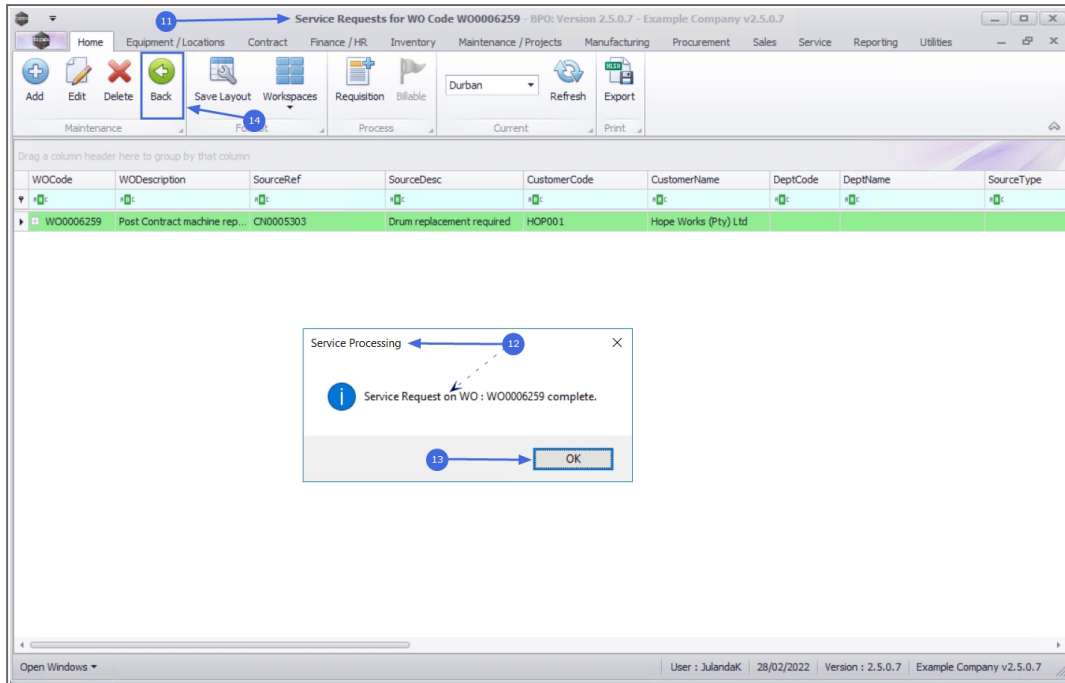 11
Service Requests for WO Code WO0006259 - BPO: Version 2.5.0.7 - Example Company v2.5.0.7
Home Equipment / Locations Contract Finance / HR Inventory Maintenance / Projects Manufacturing Procurement Sales Service Reporting Utilities
Add Edit Delete Back Save Layout Workspaces Requisition Billable Durban Refresh Export
14
Maintenance Process Current Print
Drag a column header here to group by that column
WOCode WODescription SourceRef SourceDesc CustomerCode CustomerName DeptCode DeptName SourceType
WO0006259 Post Contract machine rep... CN0005303 Drum replacement required HOP001 Hope Works (Pty) Ltd
Service Processing 12
Service Request on WO : WO0006259 complete.
13 OK
Open Windows User : JulandaK 28/02/2022 Version : 2.5.0.7 Example Company v2.5.0.7